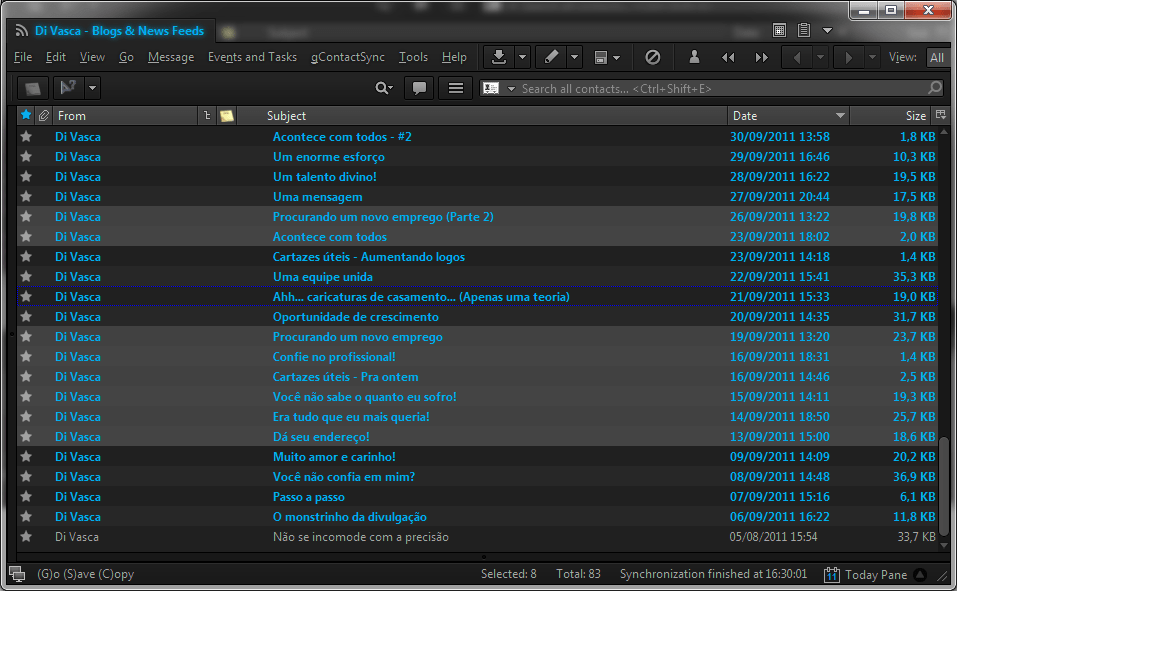 Di Vasca - Blogs & News Feeds
File Edit View Go Message Events and Tasks gContactSync Tools Help View: All
Search all contacts... <Ctrl+Shift+E>
From Subject Date Size
Di Vasca Acontece com todos - #2 30/09/2011 13:58 1,8 KB
Di Vasca Um enorme esforço 29/09/2011 16:46 10,3 KB
Di Vasca Um talento divino! 28/09/2011 16:22 19,5 KB
Di Vasca Uma mensagem 27/09/2011 20:44 17,5 KB
Di Vasca Procurando um novo emprego (Parte 2) 26/09/2011 13:22 19,8 KB
Di Vasca Acontece com todos 23/09/2011 18:02 2,0 KB
Di Vasca Cartazes úteis - Aumentando logos 23/09/2011 14:18 1,4 KB
Di Vasca Uma equipe unida 22/09/2011 15:41 35,3 KB
Di Vasca Ahh... caricaturas de casamento... (Apenas uma teoria) 21/09/2011 15:33 19,0 KB
Di Vasca Oportunidade de crescimento 20/09/2011 14:35 31,7 KB
Di Vasca Procurando um novo emprego 19/09/2011 13:20 23,7 KB
Di Vasca Confie no profissional! 16/09/2011 18:31 1,4 KB
Di Vasca Cartazes úteis - Pra ontem 16/09/2011 14:46 2,5 KB
Di Vasca Você não sabe o quanto eu sofro! 15/09/2011 14:11 19,3 KB
Di Vasca Era tudo que eu mais queria! 14/09/2011 18:50 25,7 KB
Di Vasca Dá seu endereço! 13/09/2011 15:00 18,6 KB
Di Vasca Muito amor e carinho! 09/09/2011 14:09 20,2 KB
Di Vasca Você não confia em mim? 08/09/2011 14:48 36,9 KB
Di Vasca Passo a passo 07/09/2011 15:16 6,1 KB
Di Vasca O monstrinho da divulgação 06/09/2011 16:22 11,8 KB
Di Vasca Não se incomode com a precisão 05/08/2011 15:54 33,7 KB
(G)o (S)ave (C)opy Selected: 8 Total: 83 Synchronization finished at 16:30:01 11 Today Pane